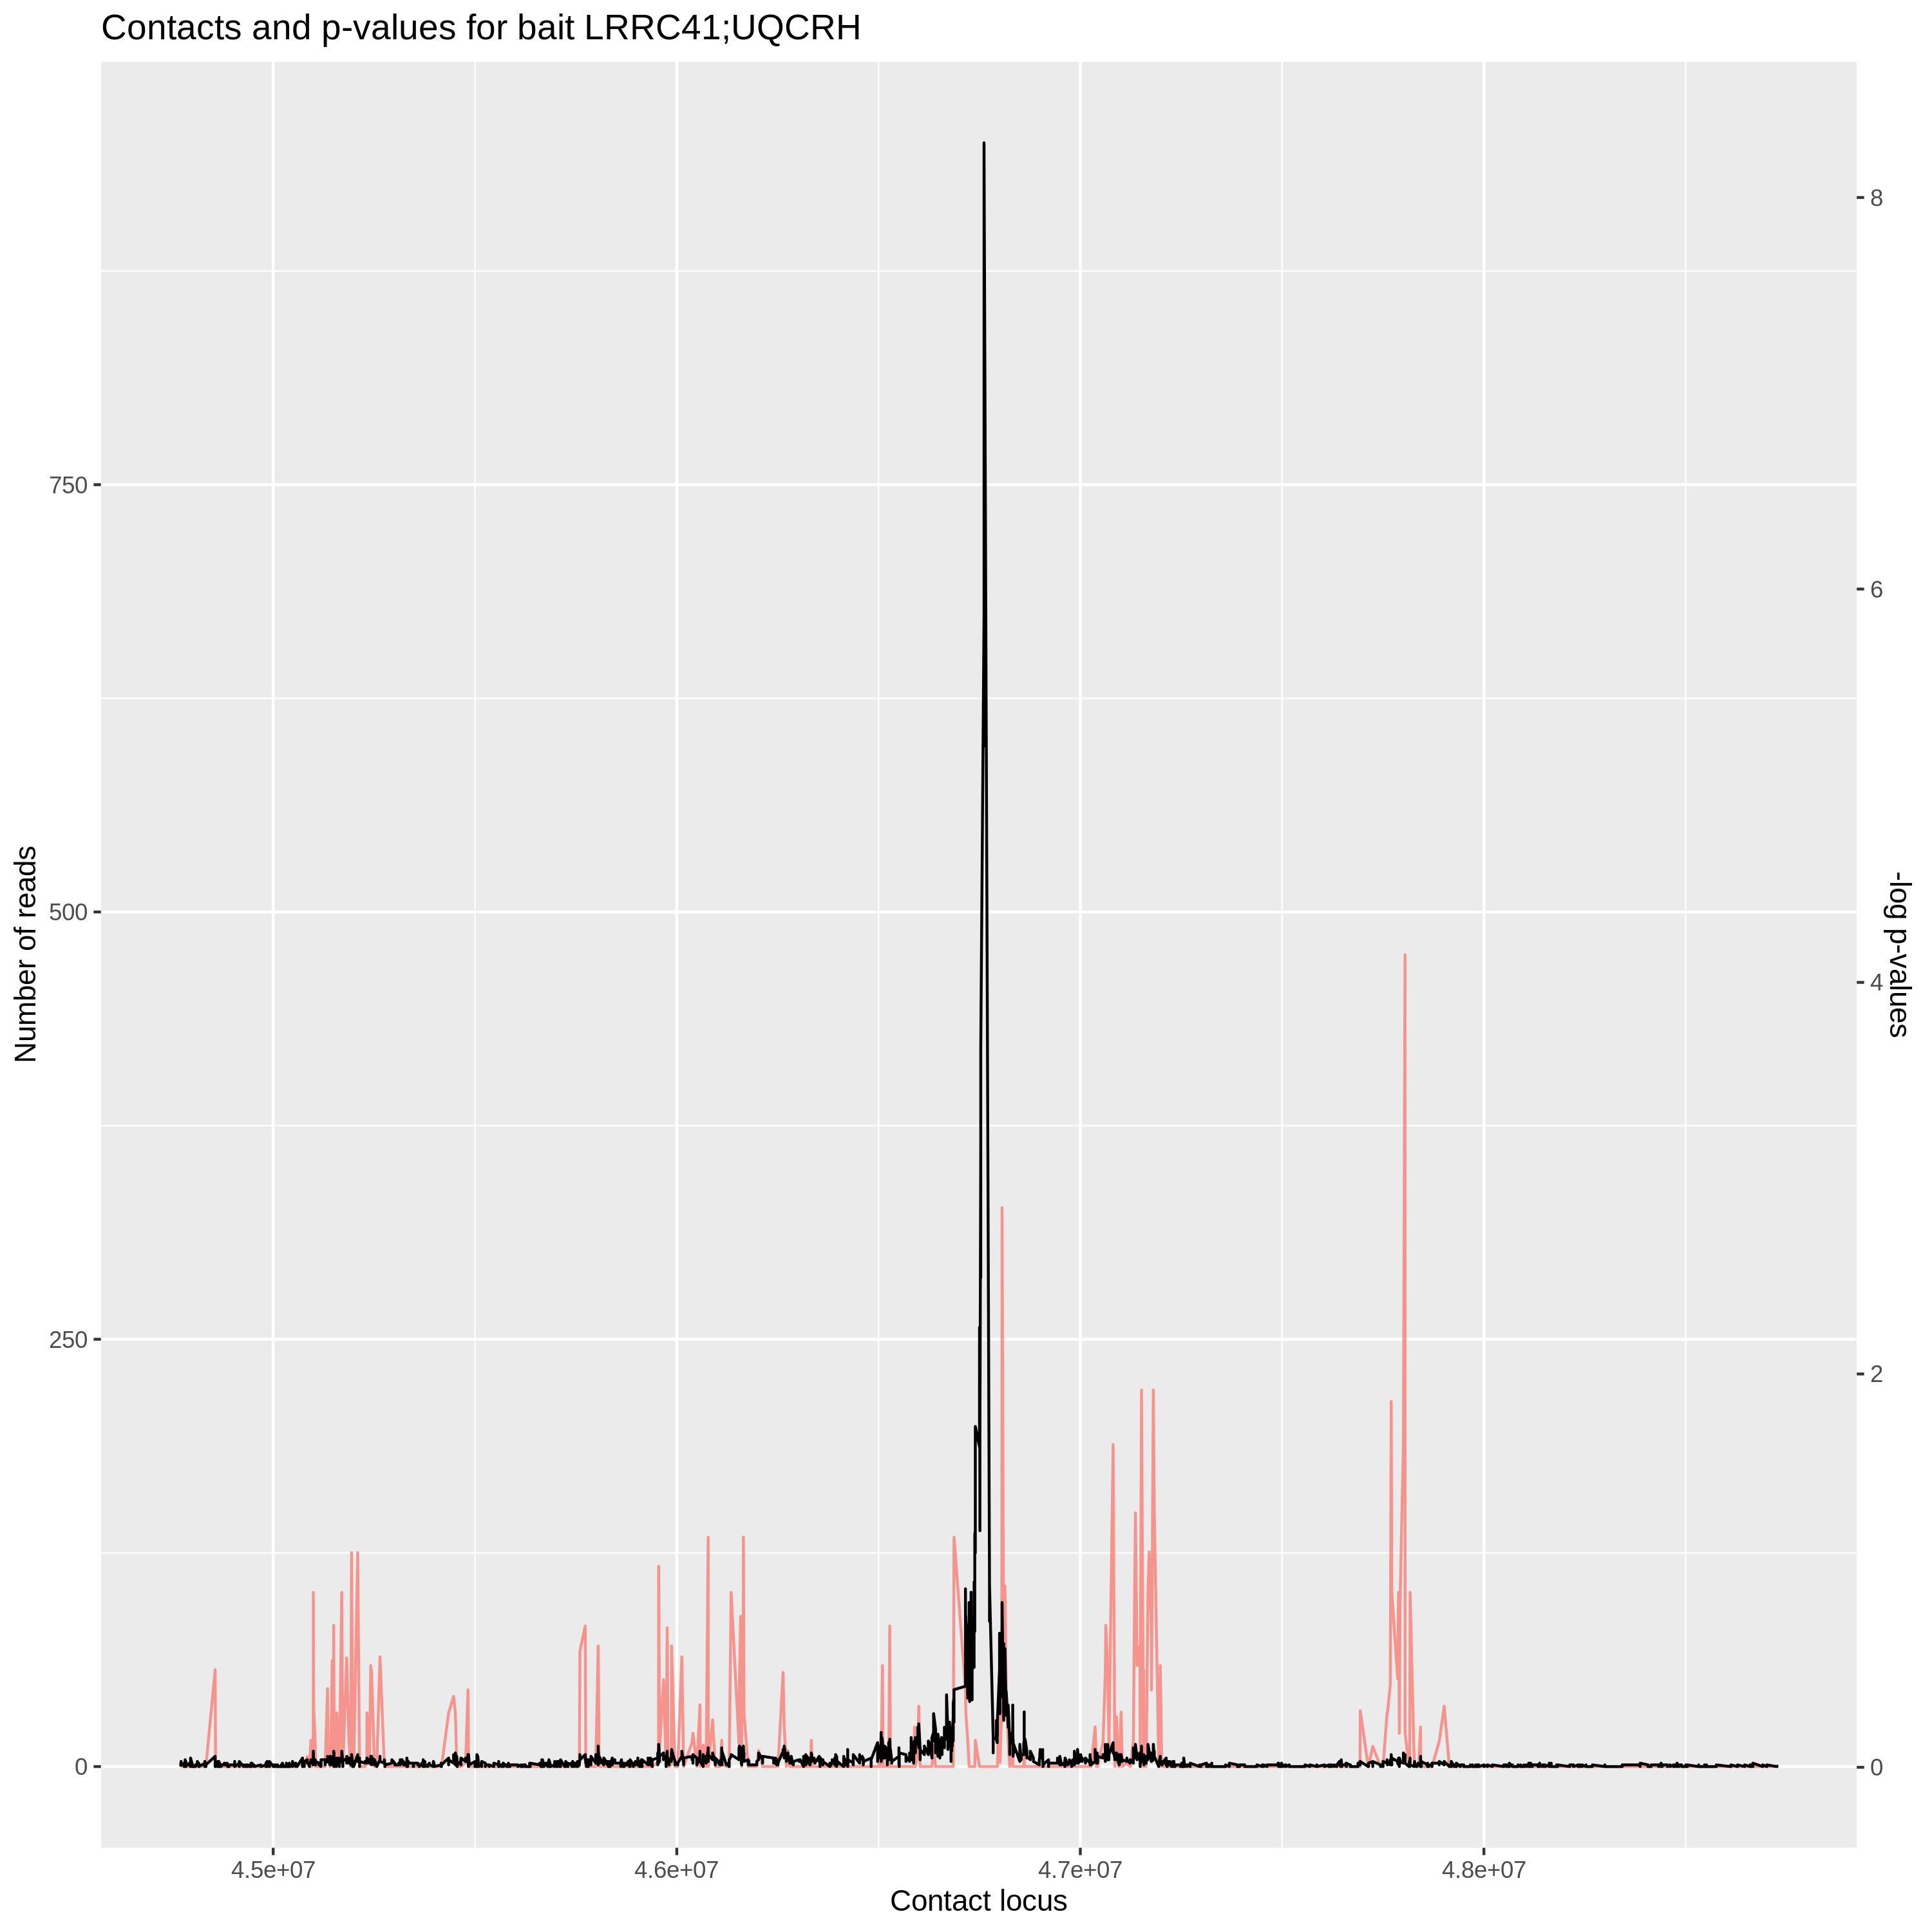 Contacts and p-values for bait LRRC41;UQCRH
Number of reads
750
500
250
0
8
6
4
2
0
-log p-values
4.5e+07 4.6e+07 4.7e+07 4.8e+07
Contact locus